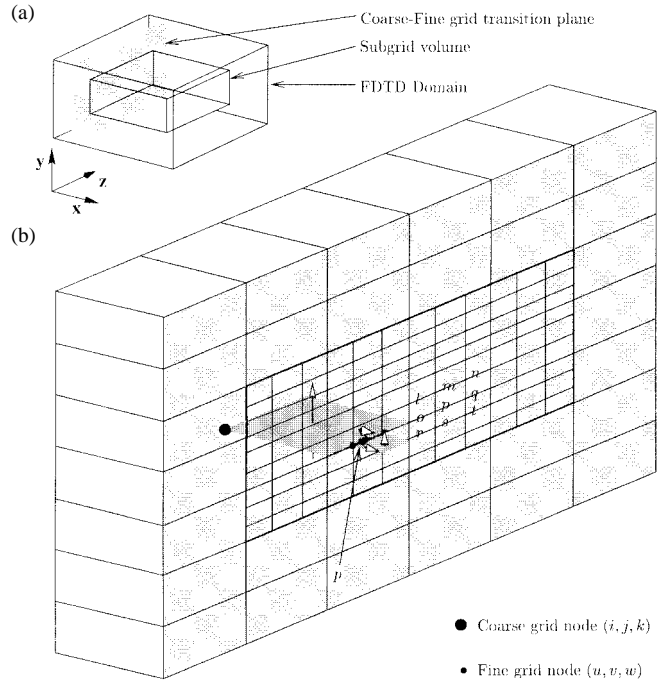 (a)
Coarse-Fine grid transition plane
Subgrid volume
FDTD Domain
y
z
x
(b)
l m n
o p q
r s t
p
Coarse grid node (i, j, k)
Fine grid node (u, v, w)